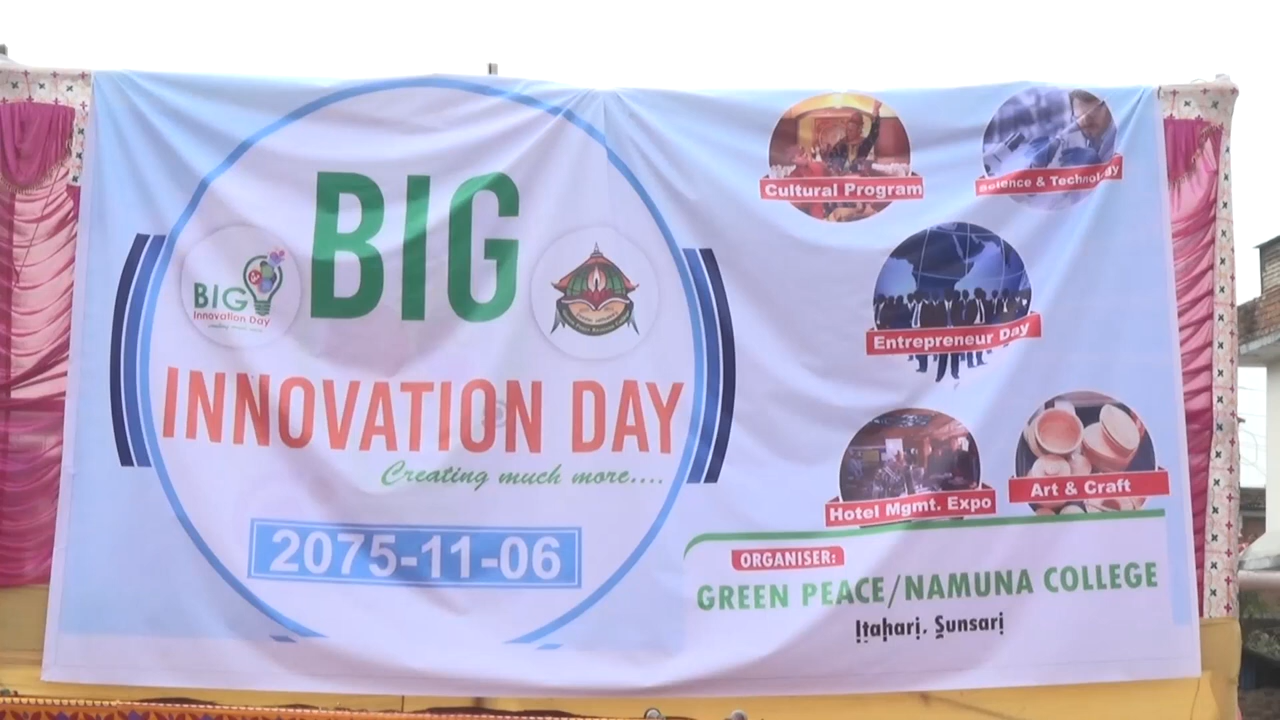 BIG
INNOVATION DAY
Creating much more....
2075-11-06
BIG
Innovation Day
Cultural Program
Science & Technology
Entrepreneur Day
Hotel Mgmt. Expo
Art & Craft
ORGANISER:
GREEN PEACE/NAMUNA COLLEGE
Itahari, Sunsari